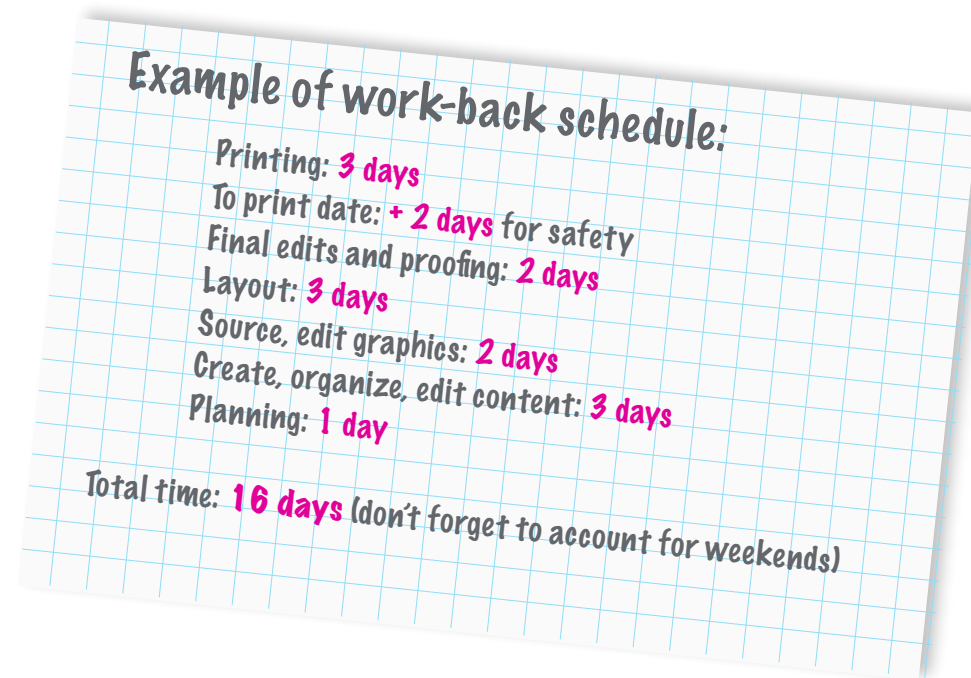 Example of work-back schedule:
Printing: 3 days
To print date: + 2 days for safety
Final edits and proofing: 2 days
Layout: 3 days
Source, edit graphics: 2 days
Create, organize, edit content: 3 days
Planning: 1 day
Total time: 16 days (don't forget to account for weekends)